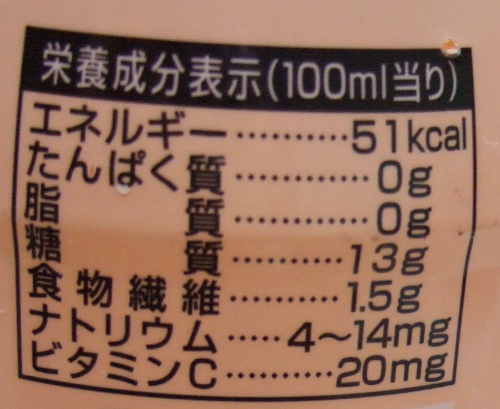 栄養成分表示(100ml当り)
エネルギー··········51kcal
たんぱく質············0g
脂質············0g
糖質··········13g
食物繊維··········1.5g
ナトリウム·····4〜14mg
ビタミンC··········20mg